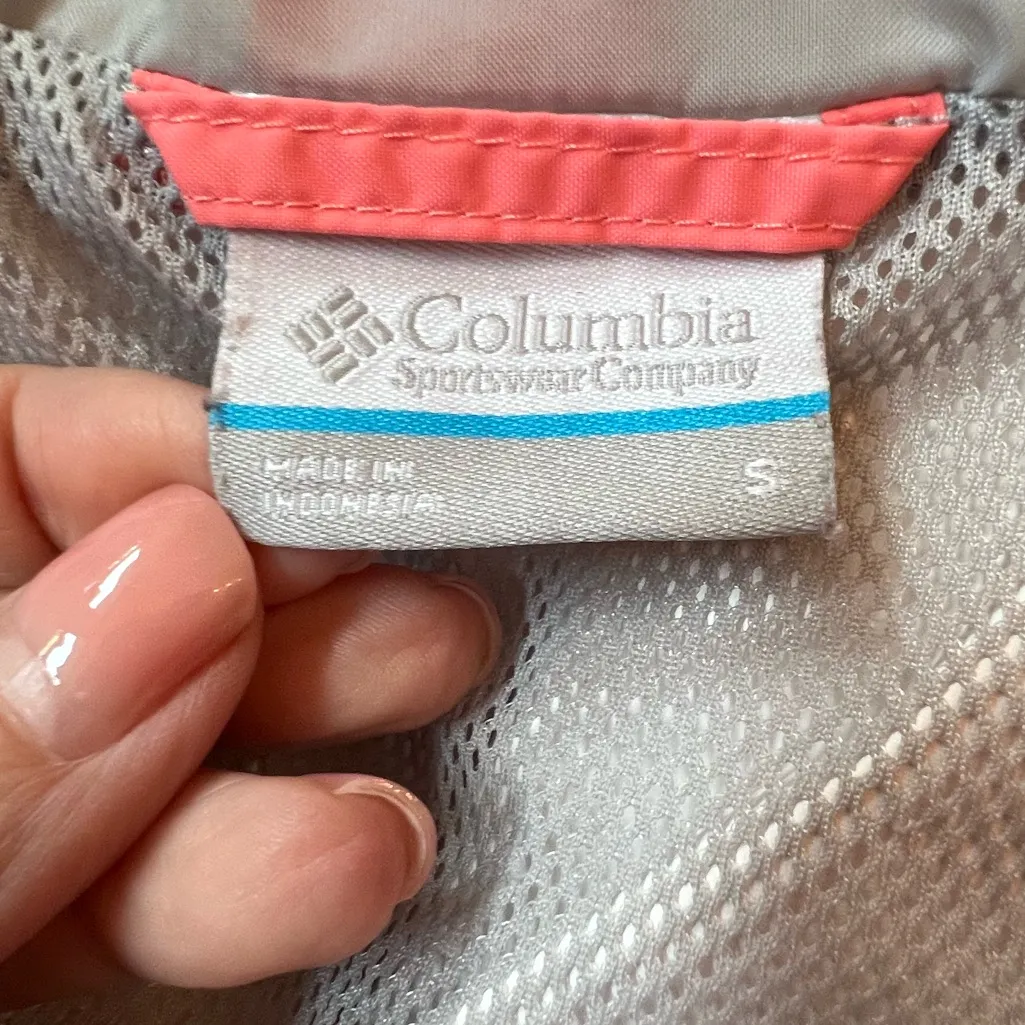 Columbia
Sportswear Company
MADE IN
INDONESIA
S